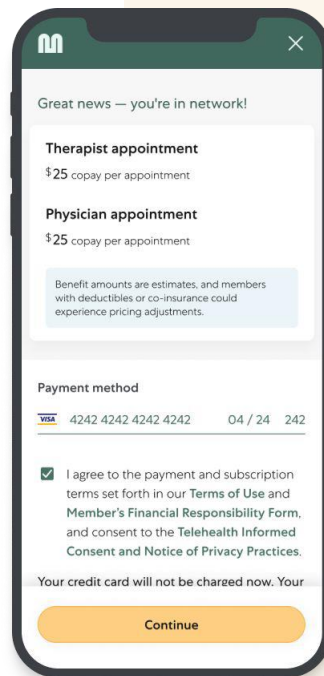 Great news — you're in network!
Therapist appointment
$25 copay per appointment
Physician appointment
$25 copay per appointment
Benefit amounts are estimates, and members
with deductibles or co-insurance could
experience pricing adjustments.
Payment method
VISA 4242 4242 4242 4242 04 / 24 242
I agree to the payment and subscription
terms set forth in our Terms of Use and
Member's Financial Responsibility Form,
and consent to the Telehealth Informed
Consent and Notice of Privacy Practices.
Your credit card will not be charged now. Your
Continue